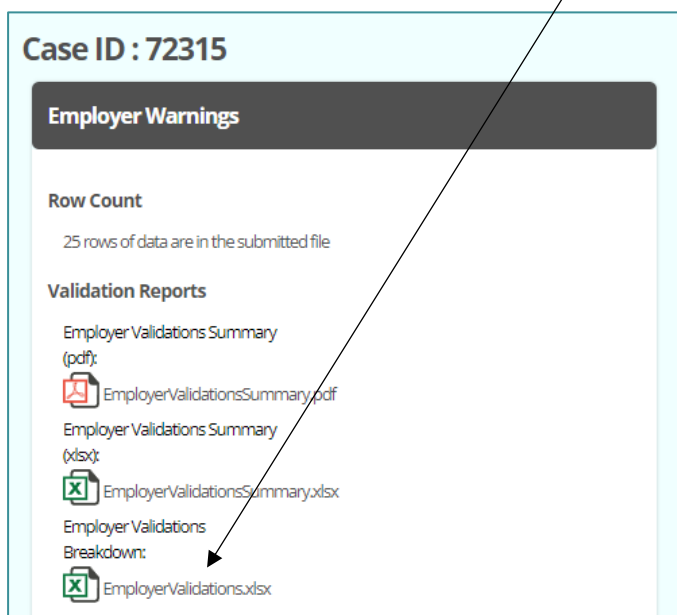 Case ID : 72315
Employer Warnings
Row Count
25 rows of data are in the submitted file
Validation Reports
Employer Validations Summary
(pdf):
EmployerValidationsSummary.pdf
Employer Validations Summary
(xlsx):
EmployerValidationsSummary.xlsx
Employer Validations
Breakdown:
EmployerValidations.xlsx